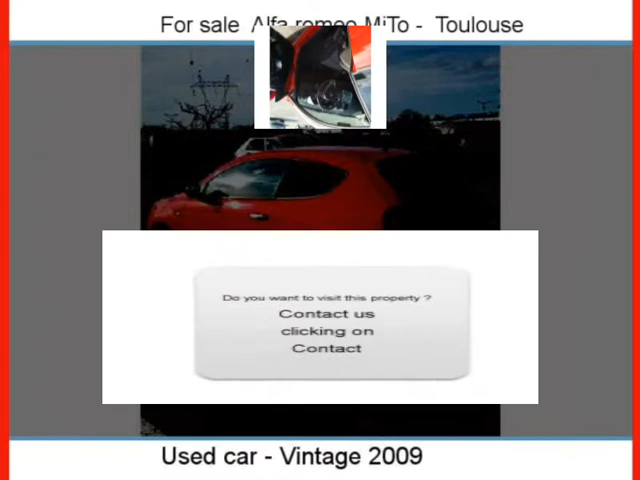 For sale Alfa romeo MiTo - Toulouse
Do you want to visit this property ?
Contact us
clicking on
Contact
Used car - Vintage 2009